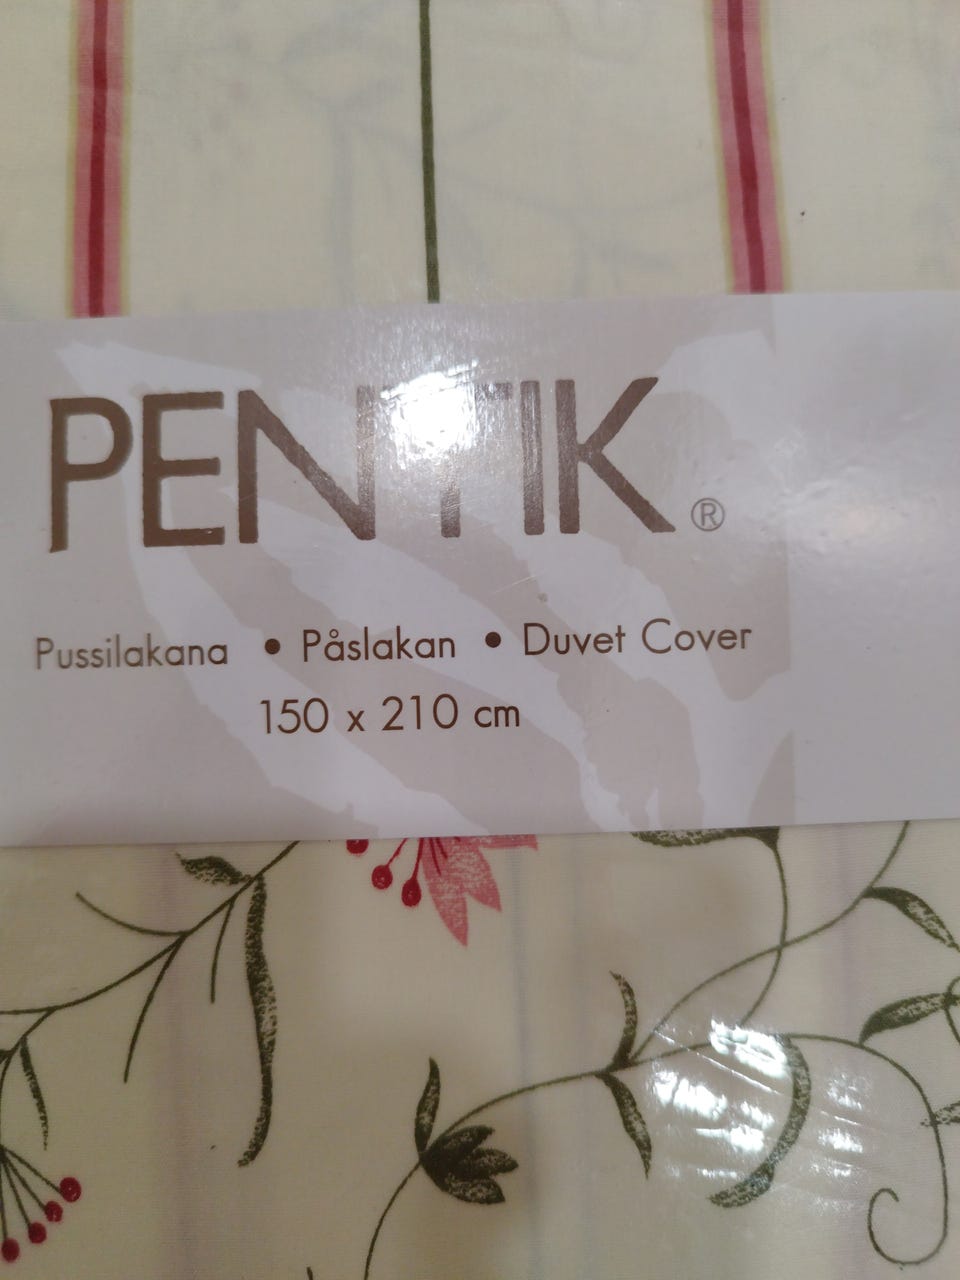 PENTIK®
Pussilakana • Påslakan • Duvet Cover
150 x 210 cm